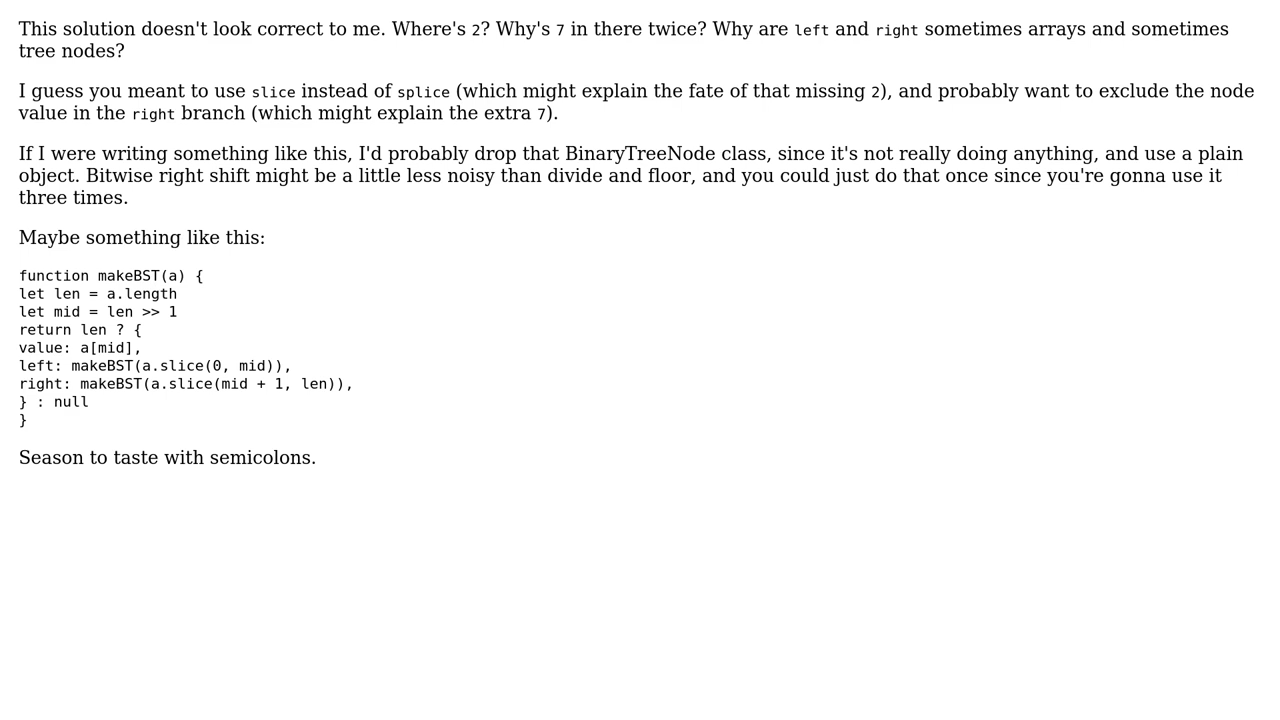 This solution doesn't look correct to me. Where's 2? Why's 7 in there twice? Why are left and right sometimes arrays and sometimes
tree nodes?
I guess you meant to use slice instead of splice (which might explain the fate of that missing 2), and probably want to exclude the node
value in the right branch (which might explain the extra 7).
If I were writing something like this, I'd probably drop that BinaryTreeNode class, since it's not really doing anything, and use a plain
object. Bitwise right shift might be a little less noisy than divide and floor, and you could just do that once since you're gonna use it
three times.
Maybe something like this:
function makeBST(a) {
let len = a.length
let mid = len >> 1
return len ? {
value: a[mid],
left: makeBST(a.slice(0, mid)),
right: makeBST(a.slice(mid + 1, len)),
} : null
}
Season to taste with semicolons.